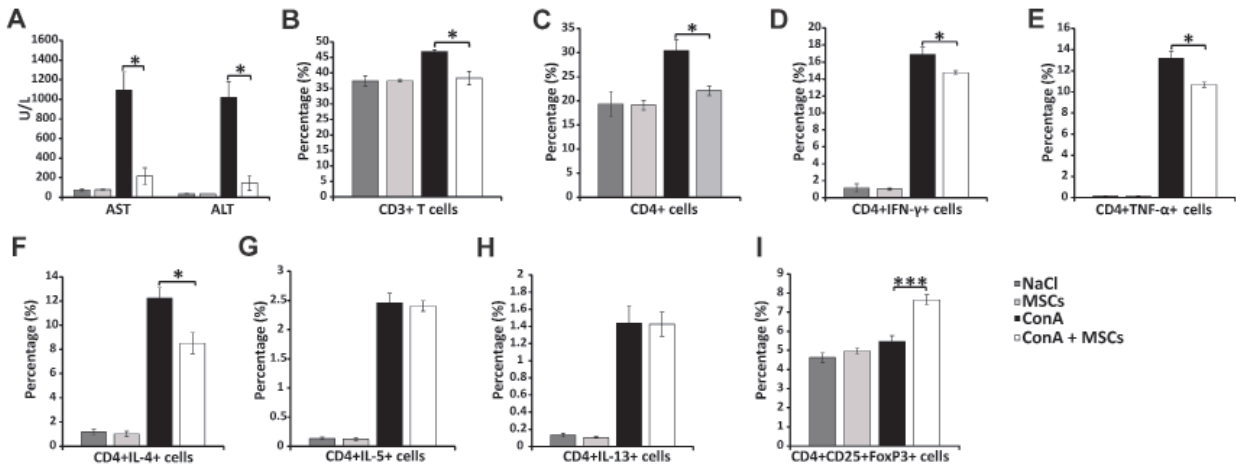 A
U/L
1200
1000
800
600
400
200
0
*
*
AST
ALT
B
Percentage (%)
50
45
40
35
30
25
20
15
10
5
0
*
CD3+ T cells
C
Percentage (%)
35
30
25
20
15
10
5
0
*
CD4+ cells
D
Percentage (%)
18
16
14
12
10
8
6
4
2
0
*
CD4+IFN-γ+ cells
E
Percentage (%)
16
14
12
10
8
6
4
2
0
*
CD4+TNF-α+ cells
F
Percentage (%)
14
12
10
8
6
4
2
0
*
CD4+IL-4+ cells
G
Percentage (%)
3
2.5
2
1.5
1
0.5
0
CD4+IL-5+ cells
H
Percentage (%)
2
1.8
1.6
1.4
1.2
1
0.8
0.6
0.4
0.2
0
CD4+IL-13+ cells
I
Percentage (%)
9
8
7
6
5
4
3
2
1
0
***
CD4+CD25+FoxP3+ cells
NaCl
MSCs
ConA
ConA + MSCs